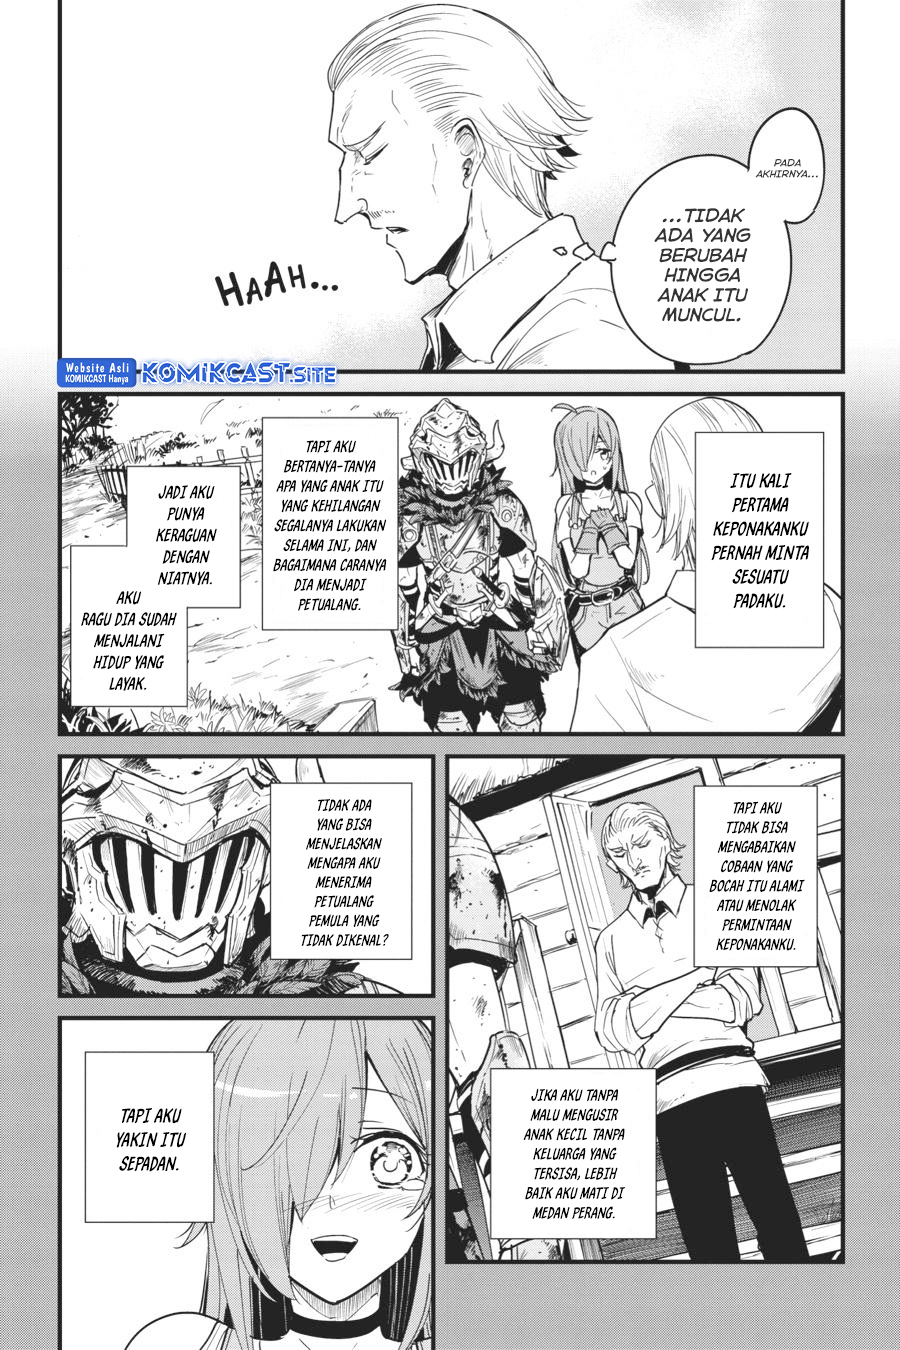 PADA
AKHIRNYA...
...TIDAK
ADA YANG
BERUBAH
HINGGA
ANAK ITU
MUNCUL.
HAAH...
Website Asli
KOMIKCAST Hanya
KOMIKCAST.SITE
ITU KALI
PERTAMA
KEPONAKANKU
PERNAH MINTA
SESUATU
PADAKU.
TAPI AKU
BERTANYA-TANYA
APA YANG ANAK ITU
YANG KEHILANGAN
SEGALANYA LAKUKAN
SELAMA INI, DAN
BAGAIMANA CARANYA
DIA MENJADI
PETUALANG.
JADI AKU
PUNYA
KERAGUAN
DENGAN
NIATNYA.
AKU
RAGU DIA SUDAH
MENJALANI
HIDUP YANG
LAYAK.
TAPI AKU
TIDAK BISA
MENGABAIKAN
COBAAN YANG
BOCAH ITU ALAMI
ATAU MENOLAK
PERMINTAAN
KEPONAKANKU.
JIKA AKU TANPA
MALU MENGUSIR
ANAK KECIL TANPA
KELUARGA YANG
TERSISA, LEBIH
BAIK AKU MATI DI
MEDAN PERANG.
TIDAK ADA
YANG BISA
MENJELASKAN
MENGAPA AKU
MENERIMA
PETUALANG
PEMULA YANG
TIDAK DIKENAL?
TAPI AKU
YAKIN ITU
SEPADAN.